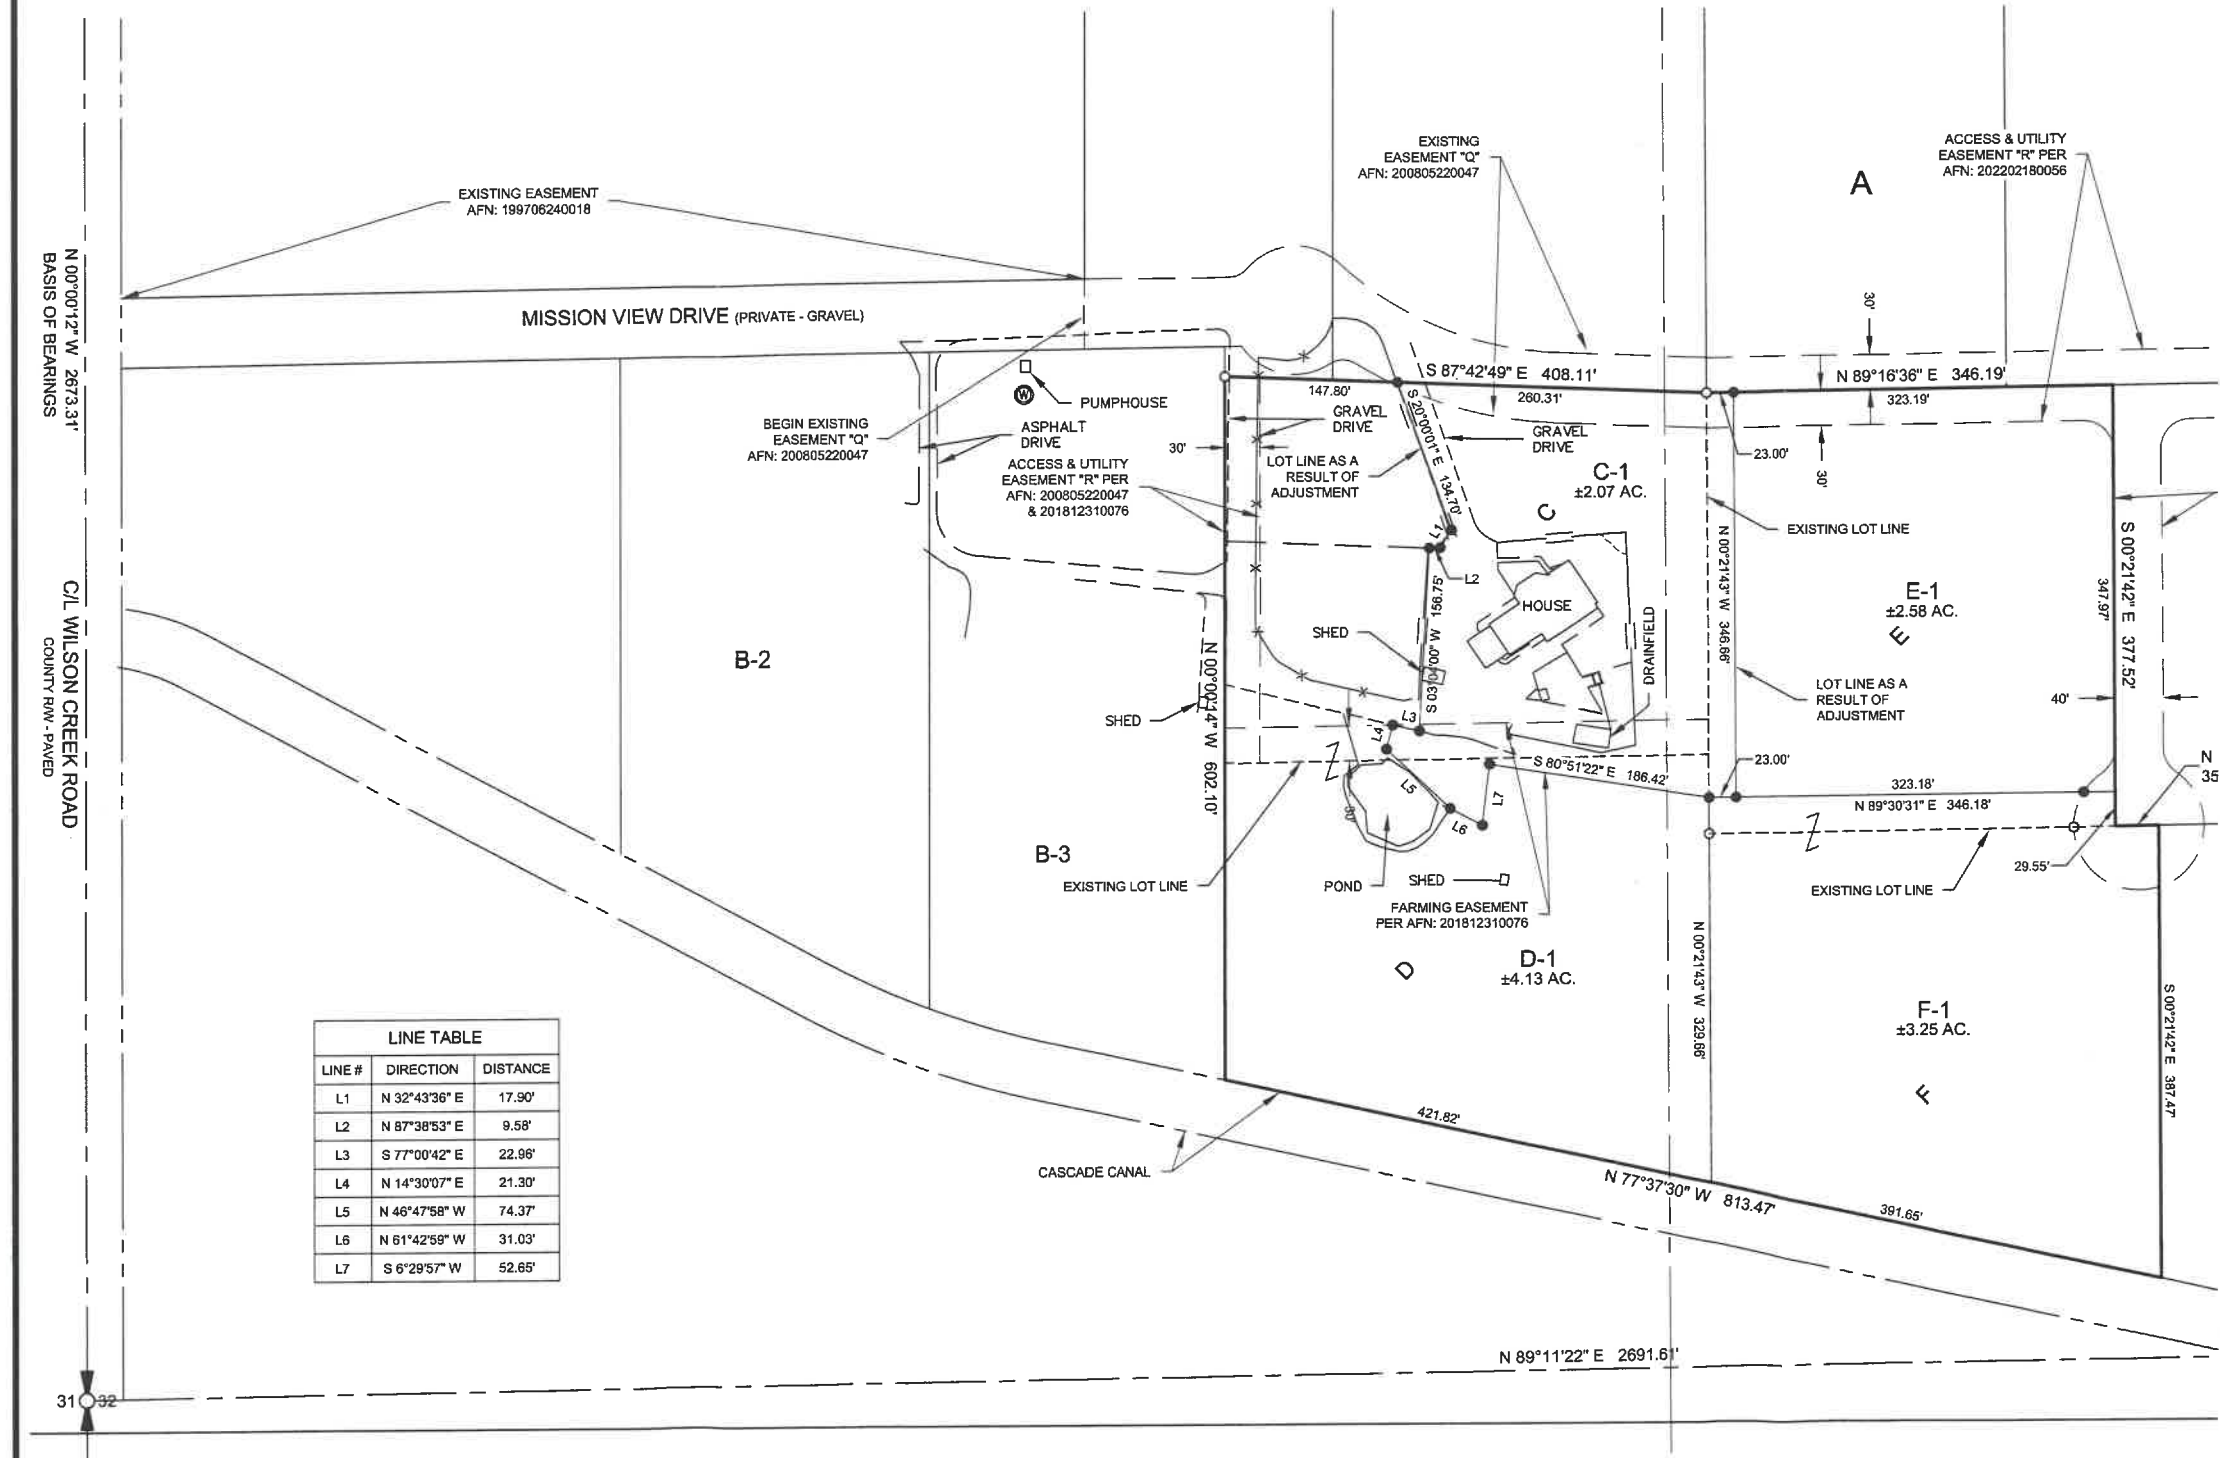 EXISTING EASEMENT
AFN: 199706240018
EXISTING
EASEMENT "Q"
AFN: 200805220047
ACCESS & UTILITY
EASEMENT "R" PER
AFN: 202202180056
A
30'
N 00°00'12" W 2673.31'
BASIS OF BEARINGS
MISSION VIEW DRIVE (PRIVATE - GRAVEL)
S 87°42'49" E 408.11'
N 89°16'36" E 346.19'
147.80'
260.31'
323.19'
PUMPHOUSE
W
BEGIN EXISTING
EASEMENT "Q"
AFN: 200805220047
ASPHALT
DRIVE
ACCESS & UTILITY
EASEMENT "R" PER
AFN: 200805220047
& 201812310076
30'
GRAVEL
DRIVE
LOT LINE AS A
RESULT OF
ADJUSTMENT
S 20°00'01" E 134.70'
GRAVEL
DRIVE
C-1
±2.07 AC.
C
23.00'
30'
EXISTING LOT LINE
L1
L2
S 03°04'00" W 156.75'
HOUSE
SHED
DRAINFIELD
N 00°21'43" W 346.66'
E-1
±2.58 AC.
E
347.97'
S 00°21'42" E 377.52'
LOT LINE AS A
RESULT OF
ADJUSTMENT
40'
C/L WILSON CREEK ROAD
COUNTY R/W - PAVED
B-2
SHED
N 00°00'14" W 602.10'
L3
L4
Z
L5
L6
L7
S 80°51'22" E 186.42'
23.00'
323.18'
N 89°30'31" E 346.18'
N
35
Z
29.55'
B-3
EXISTING LOT LINE
POND
SHED
FARMING EASEMENT
PER AFN: 201812310076
EXISTING LOT LINE
D
D-1
±4.13 AC.
N 00°21'43" W 329.66'
F-1
±3.25 AC.
F
S 00°21'42" E 387.47'
LINE TABLE
LINE # DIRECTION DISTANCE
L1 N 32°43'36" E 17.90'
L2 N 87°38'53" E 9.58'
L3 S 77°00'42" E 22.96'
L4 N 14°30'07" E 21.30'
L5 N 46°47'58" W 74.37'
L6 N 61°42'59" W 31.03'
L7 S 6°29'57" W 52.65'
CASCADE CANAL
421.82'
N 77°37'30" W 813.47'
391.65'
N 89°11'22" E 2691.61'
31 32